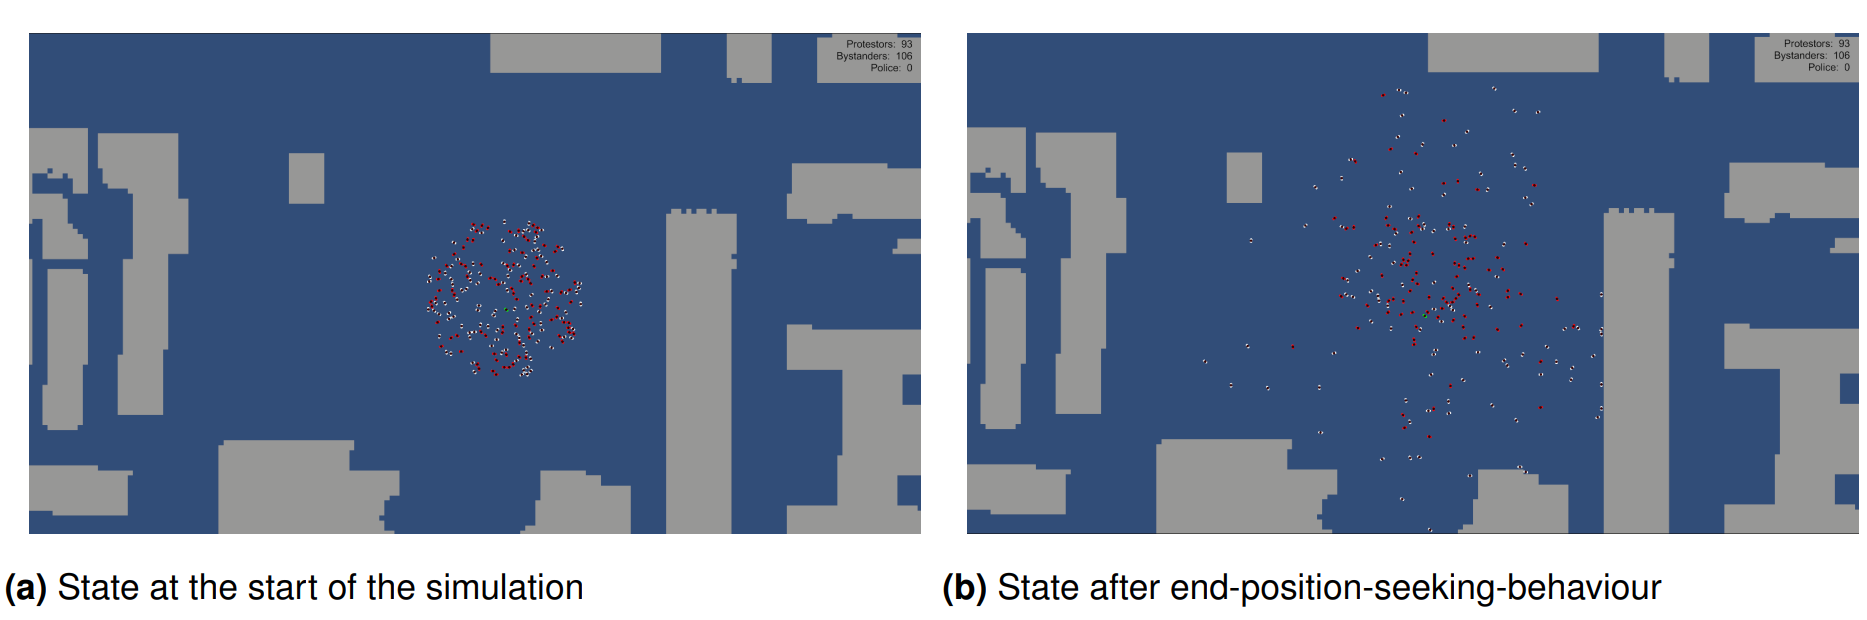 Protestors: 93
Bystanders: 106
Police: 0
Protestors: 93
Bystanders: 106
Police: 0
(a) State at the start of the simulation
(b) State after end-position-seeking-behaviour